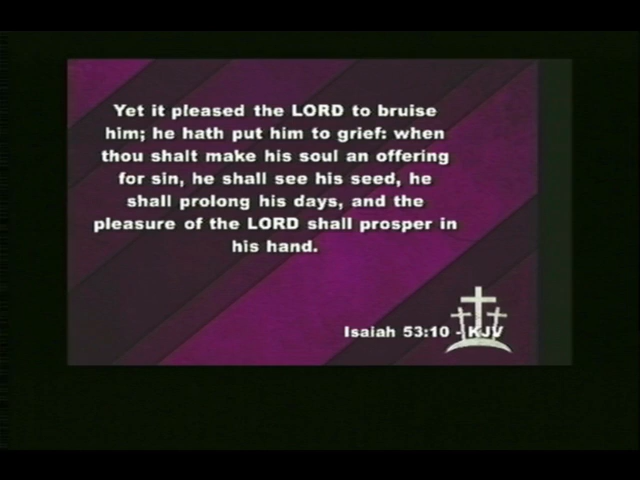 Yet it pleased the LORD to bruise
him; he hath put him to grief: when
thou shalt make his soul an offering
for sin, he shall see his seed, he
shall prolong his days, and the
pleasure of the LORD shall prosper in
his hand.
Isaiah 53:10 - KJV